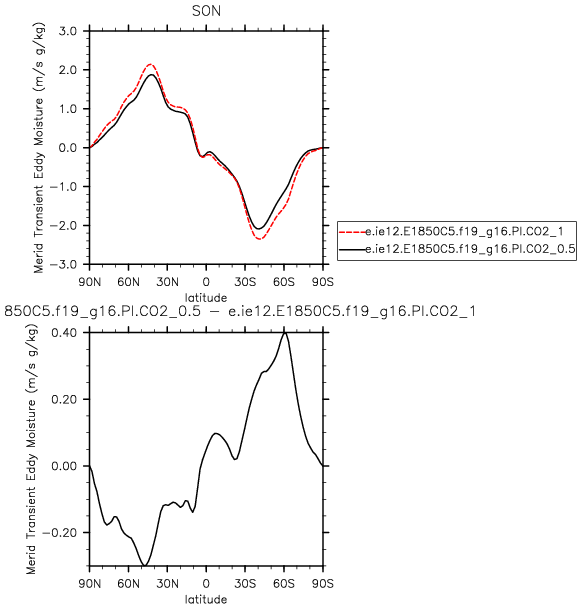 SON
Merid Transient Eddy Moisture (m/s g/kg)
3.0
2.0
1.0
0.0
-1.0
-2.0
-3.0
90N 60N 30N 0 30S 60S 90S
latitude
e.ie12.E1850C5.f19_g16.PI.CO2_1
e.ie12.E1850C5.f19_g16.PI.CO2_0.5
850C5.f19_g16.PI.CO2_0.5 - e.ie12.E1850C5.f19_g16.PI.CO2_1
Merid Transient Eddy Moisture (m/s g/kg)
0.40
0.20
0.00
-0.20
90N 60N 30N 0 30S 60S 90S
latitude